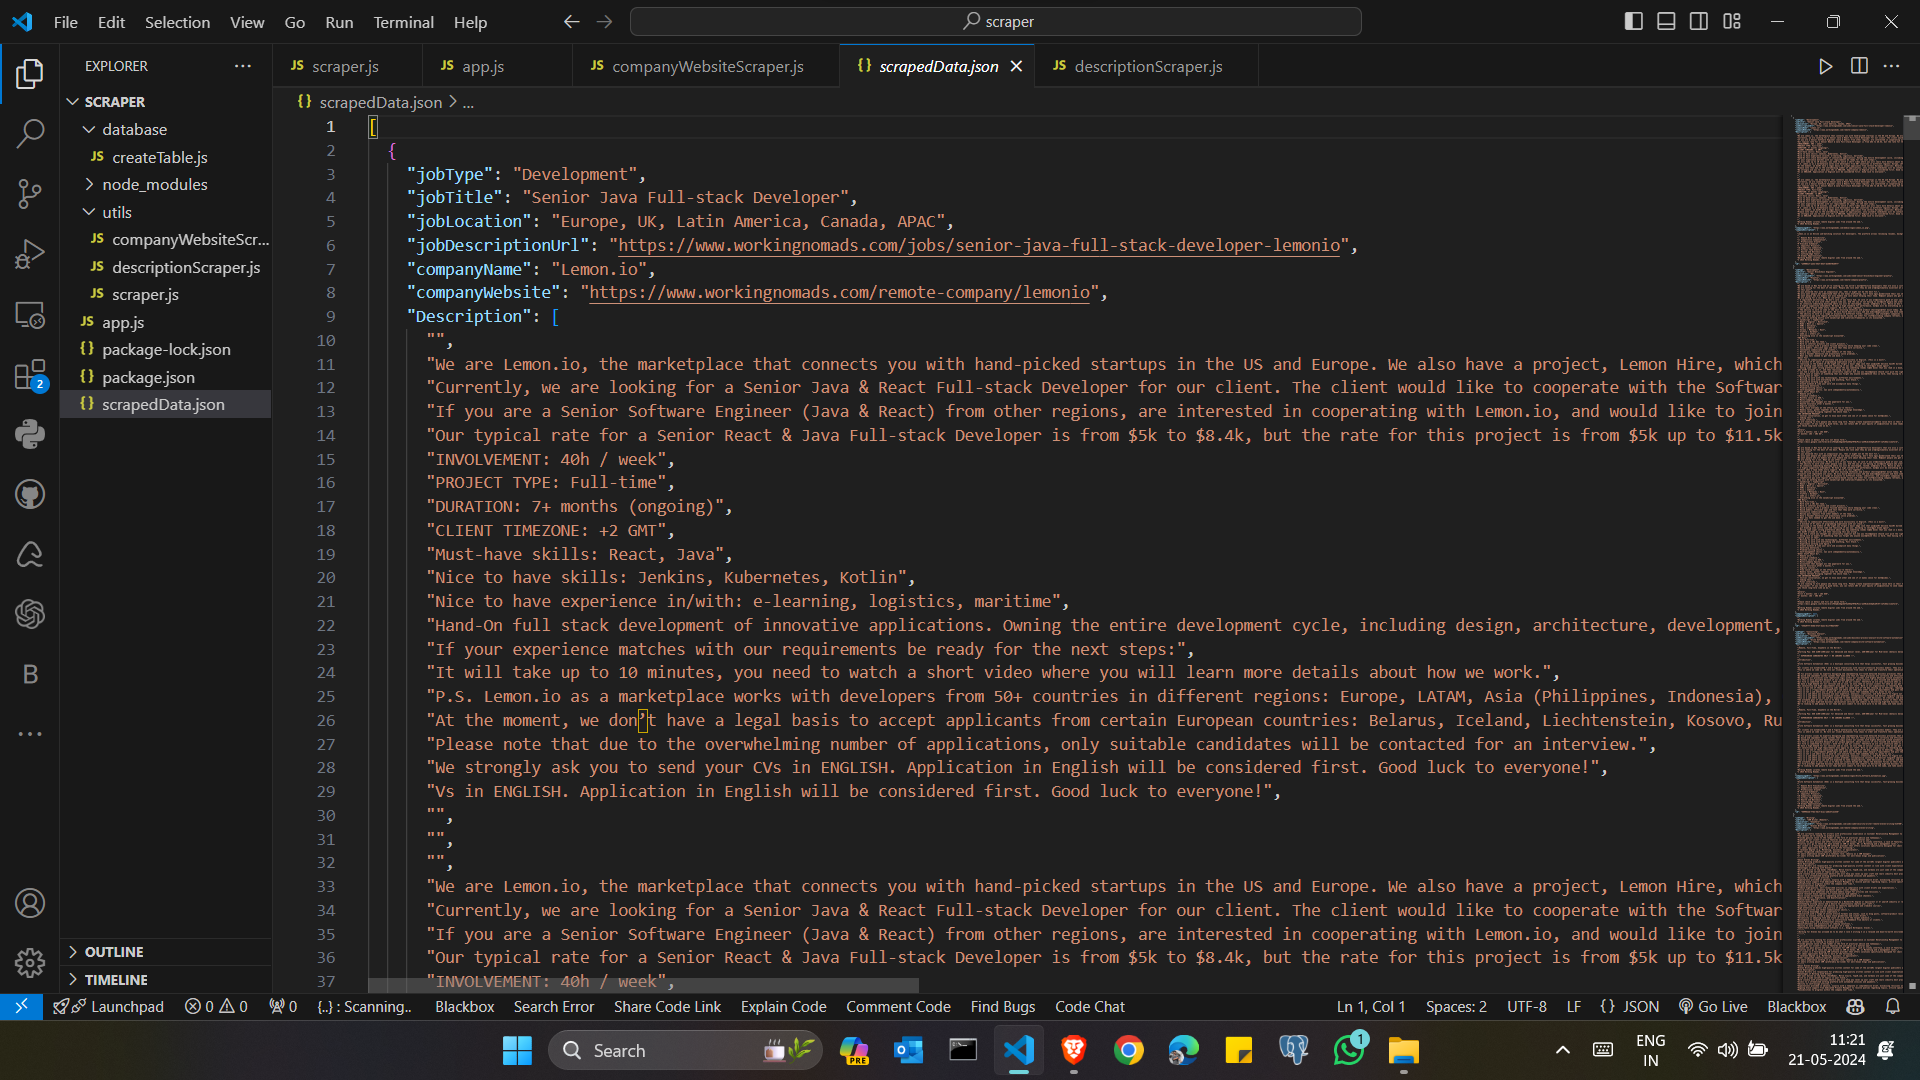 File Edit Selection View Go Run Terminal Help
scraper
EXPLORER
SCRAPER
database
JS createTable.js
node_modules
utils
JS companyWebsiteScr...
JS descriptionScraper.js
JS scraper.js
JS app.js
{} package-lock.json
{} package.json
{} scrapedData.json
OUTLINE
TIMELINE
JS scraper.js
JS app.js
JS companyWebsiteScraper.js
{} scrapedData.json
JS descriptionScraper.js
{} scrapedData.json > ...
1 [
2 {
3 "jobType": "Development",
4 "jobTitle": "Senior Java Full-stack Developer",
5 "jobLocation": "Europe, UK, Latin America, Canada, APAC",
6 "jobDescriptionUrl": "https://www.workingnomads.com/jobs/senior-java-full-stack-developer-lemonio",
7 "companyName": "Lemon.io",
8 "companyWebsite": "https://www.workingnomads.com/remote-company/lemonio",
9 "Description": [
10 "",
11 "We are Lemon.io, the marketplace that connects you with hand-picked startups in the US and Europe. We also have a project, Lemon Hire, which
12 "Currently, we are looking for a Senior Java & React Full-stack Developer for our client. The client would like to cooperate with the Softwar
13 "If you are a Senior Software Engineer (Java & React) from other regions, are interested in cooperating with Lemon.io, and would like to join
14 "Our typical rate for a Senior React & Java Full-stack Developer is from $5k to $8.4k, but the rate for this project is from $5k up to $11.5k
15 "INVOLVEMENT: 40h / week",
16 "PROJECT TYPE: Full-time",
17 "DURATION: 7+ months (ongoing)",
18 "CLIENT TIMEZONE: +2 GMT",
19 "Must-have skills: React, Java",
20 "Nice to have skills: Jenkins, Kubernetes, Kotlin",
21 "Nice to have experience in/with: e-learning, logistics, maritime",
22 "Hand-On full stack development of innovative applications. Owning the entire development cycle, including design, architecture, development,
23 "If your experience matches with our requirements be ready for the next steps:",
24 "It will take up to 10 minutes, you need to watch a short video where you will learn more details about how we work.",
25 "P.S. Lemon.io as a marketplace works with developers from 50+ countries in different regions: Europe, LATAM, Asia (Philippines, Indonesia),
26 "At the moment, we don’t have a legal basis to accept applicants from certain European countries: Belarus, Iceland, Liechtenstein, Kosovo, Ru
27 "Please note that due to the overwhelming number of applications, only suitable candidates will be contacted for an interview.",
28 "We strongly ask you to send your CVs in ENGLISH. Application in English will be considered first. Good luck to everyone!",
29 "Vs in ENGLISH. Application in English will be considered first. Good luck to everyone!",
30 "",
31 "",
32 "",
33 "We are Lemon.io, the marketplace that connects you with hand-picked startups in the US and Europe. We also have a project, Lemon Hire, which
34 "Currently, we are looking for a Senior Java & React Full-stack Developer for our client. The client would like to cooperate with the Softwar
35 "If you are a Senior Software Engineer (Java & React) from other regions, are interested in cooperating with Lemon.io, and would like to join
36 "Our typical rate for a Senior React & Java Full-stack Developer is from $5k to $8.4k, but the rate for this project is from $5k up to $11.5k
37 "INVOLVEMENT: 40h / week",
2
B
Launchpad 0 0 0 {..} : Scanning.. Blackbox Search Error Share Code Link Explain Code Comment Code Find Bugs Code Chat Ln 1, Col 1 Spaces: 2 UTF-8 LF {} JSON Go Live Blackbox
Search
PRE
1
ENG
IN
11:21
21-05-2024